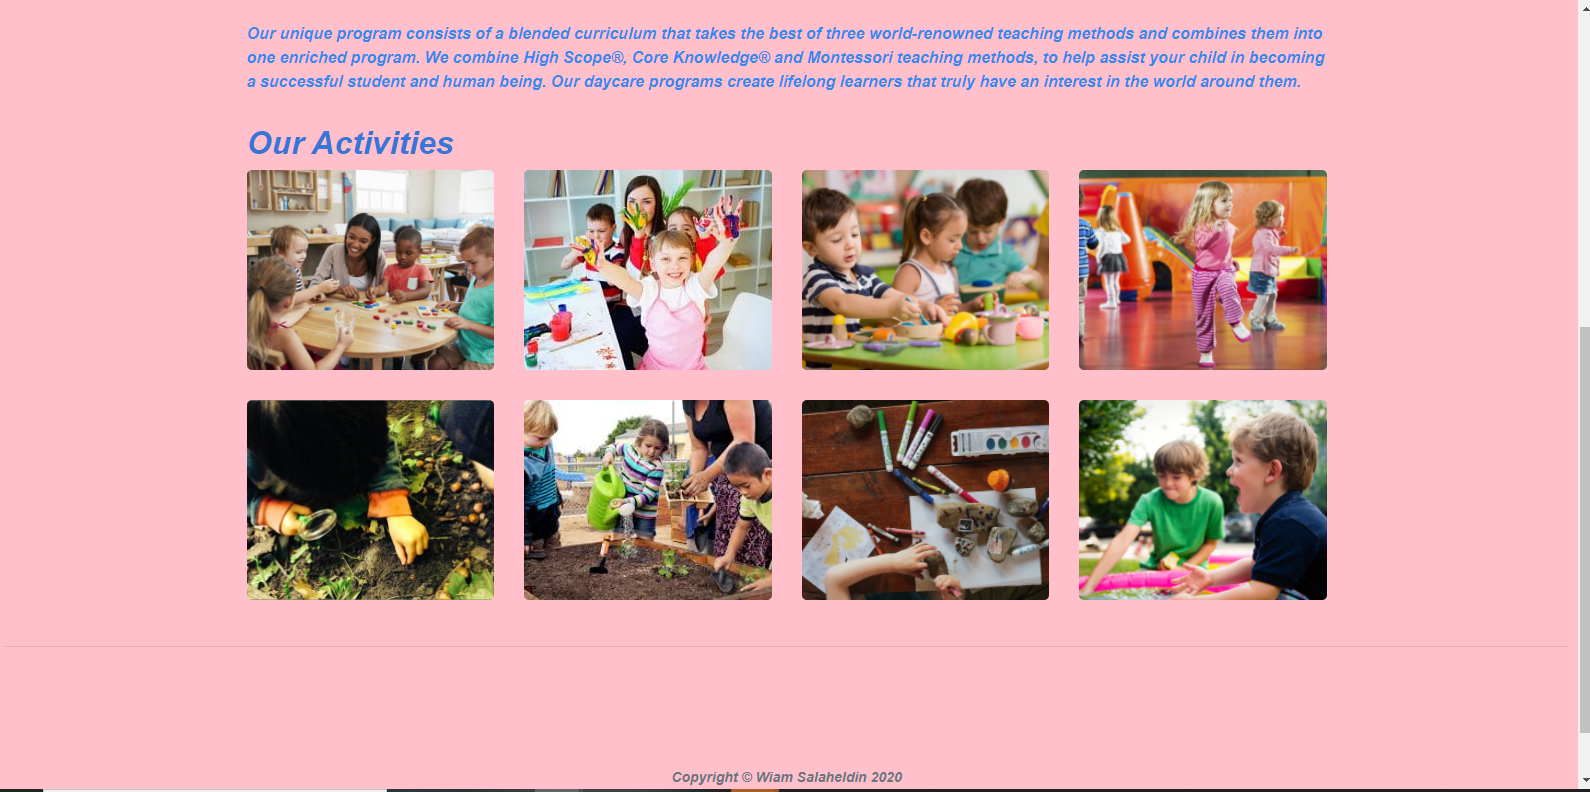 Our unique program consists of a blended curriculum that takes the best of three world-renowned teaching methods and combines them into
one enriched program. We combine High Scope®, Core Knowledge® and Montessori teaching methods, to help assist your child in becoming
a successful student and human being. Our daycare programs create lifelong learners that truly have an interest in the world around them.
Our Activities
Copyright © Wiam Salaheldin 2020